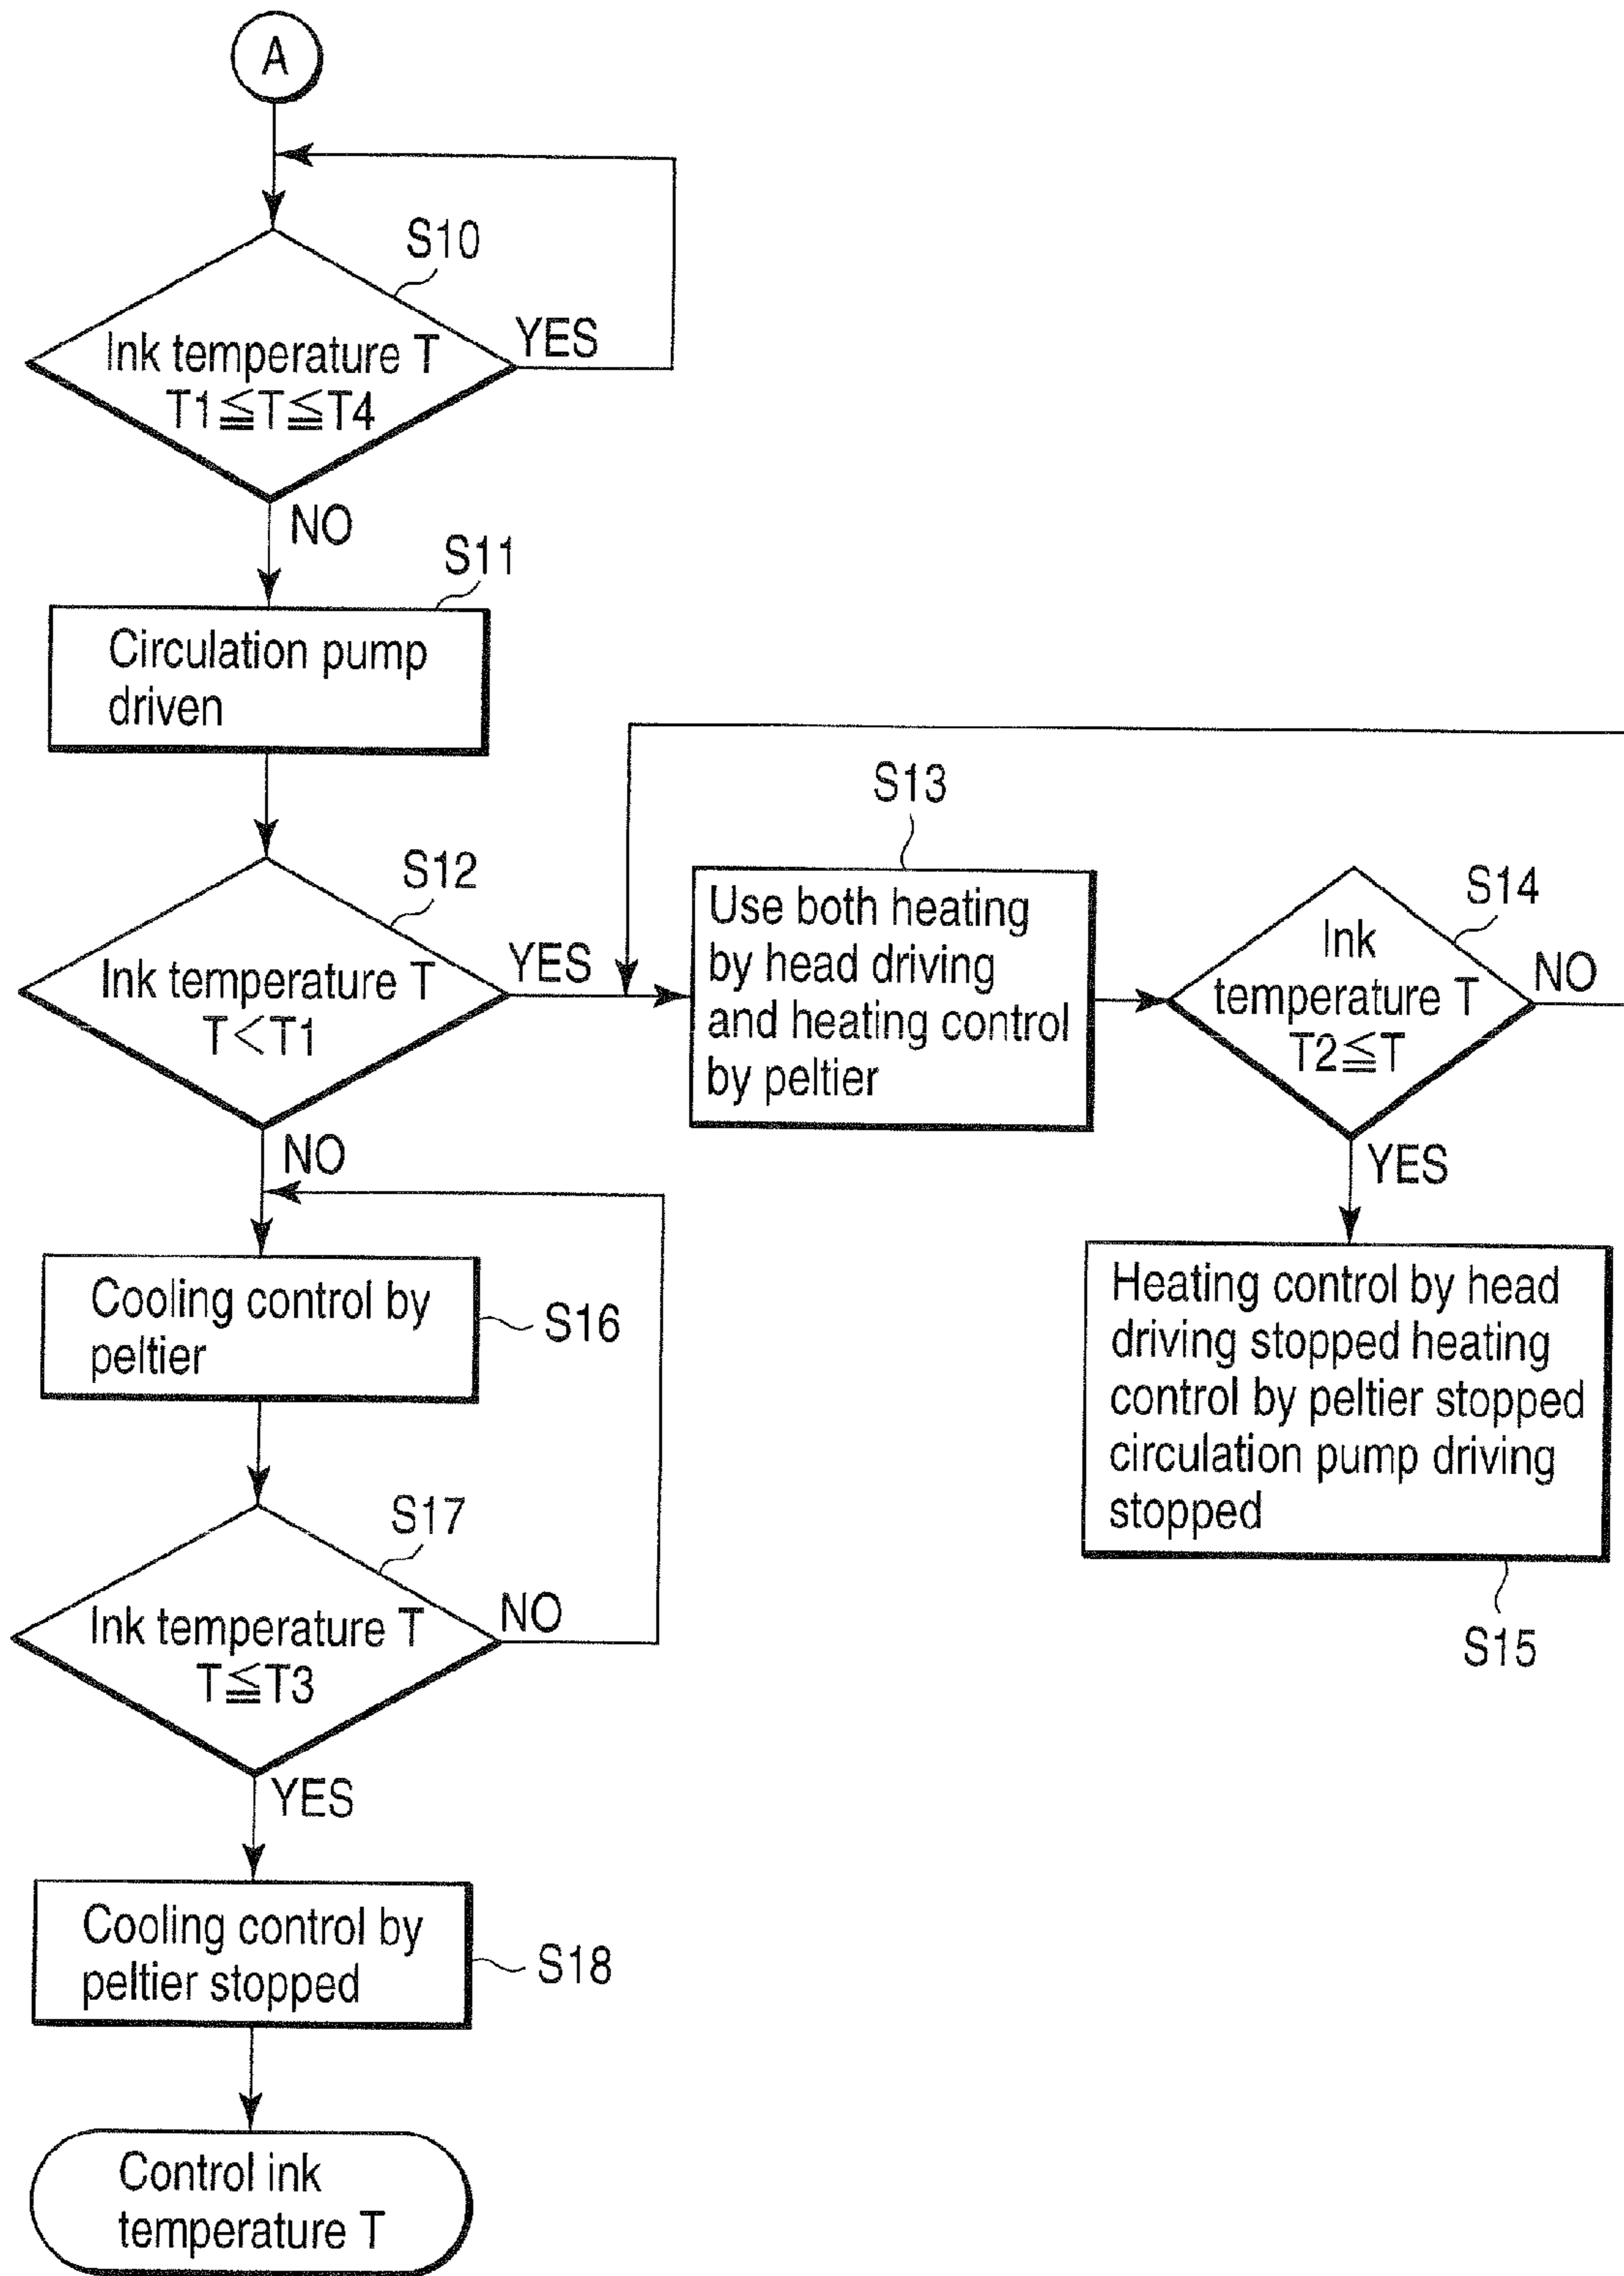 A
S10
Ink temperature T
T1≦T≦T4
YES
NO
S11
Circulation pump
driven
S12
Ink temperature T
T<T1
YES
NO
S13
Use both heating
by head driving
and heating control
by peltier
S14
Ink
temperature T
T2≦T
NO
YES
Heating control by head
driving stopped heating
control by peltier stopped
circulation pump driving
stopped
S15
Cooling control by
peltier
S16
S17
Ink temperature T
T≦T3
NO
YES
Cooling control by
peltier stopped
S18
Control ink
temperature T